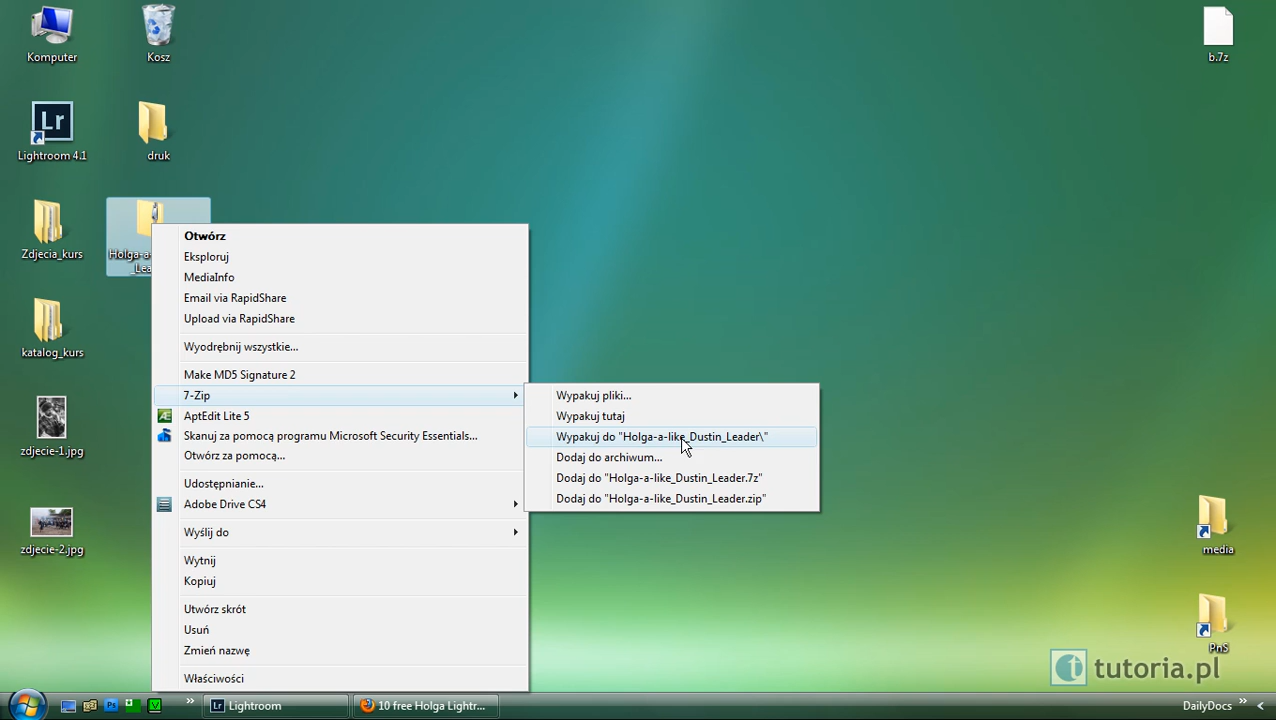 Komputer
Kosz
b.7z
Lightroom 4.1
druk
Zdjecia_kurs
Holga-a-
_Lea
katalog_kurs
zdjecie-1.jpg
zdjecie-2.jpg
Otwórz
Eksploruj
MediaInfo
Email via RapidShare
Upload via RapidShare
Wyodrębnij wszystkie...
Make MD5 Signature 2
7-Zip
AptEdit Lite 5
Skanuj za pomocą programu Microsoft Security Essentials...
Otwórz za pomocą...
Udostępnianie...
Adobe Drive CS4
Wyślij do
Wytnij
Kopiuj
Utwórz skrót
Usuń
Zmień nazwę
Właściwości
Wypakuj pliki...
Wypakuj tutaj
Wypakuj do "Holga-a-like_Dustin_Leader\"
Dodaj do archiwum...
Dodaj do "Holga-a-like_Dustin_Leader.7z"
Dodaj do "Holga-a-like_Dustin_Leader.zip"
media
PnS
tutoria.pl
Lightroom
10 free Holga Lightr...
DailyDocs